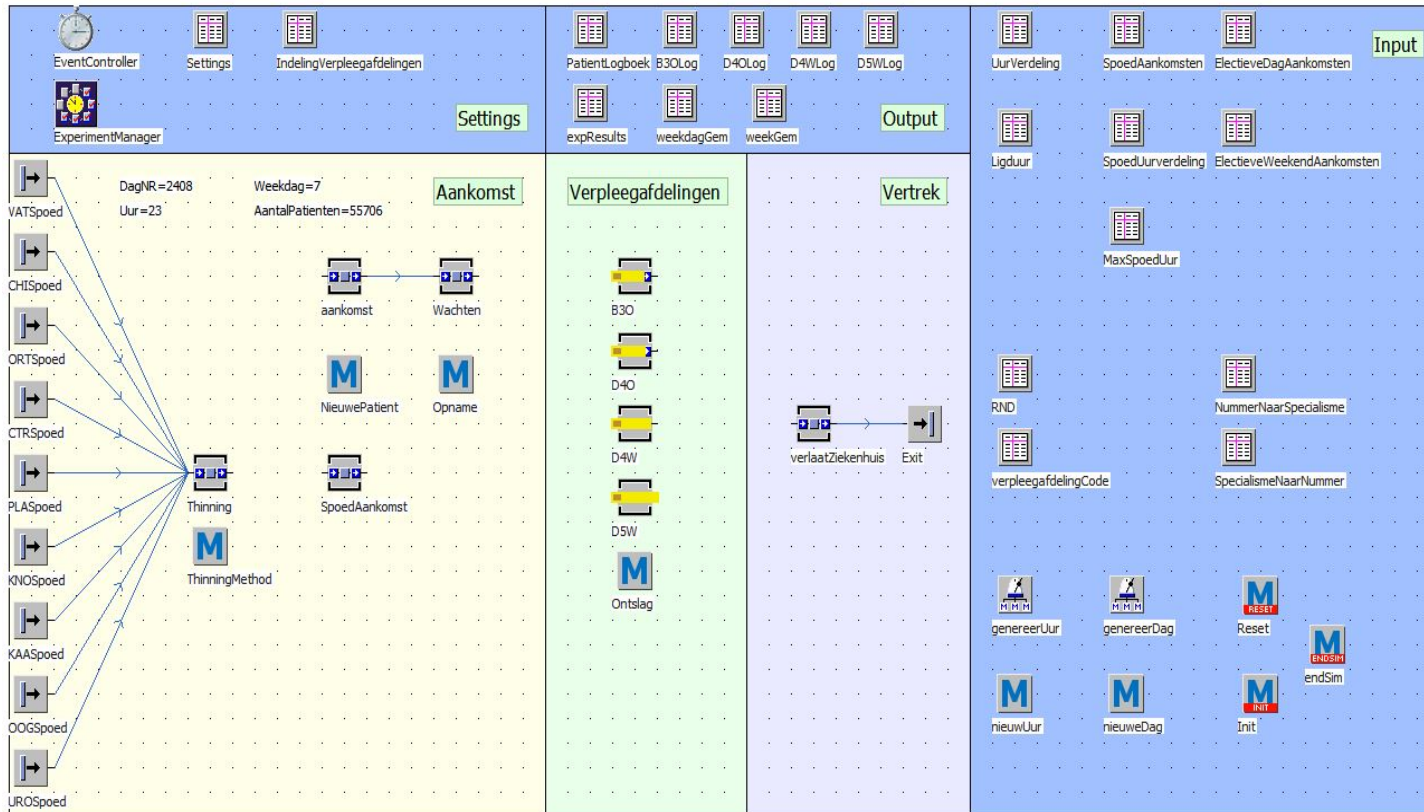 EventController
Settings
IndelingVerpleegafdelingen
ExperimentManager
Settings
PatientLogboek
B3OLog
D4OLog
D4WLog
D5WLog
expResults
weekdagGem
weekGem
Output
UurVerdeling
SpoedAankomsten
ElectieveDagAankomsten
Input
Ligduur
SpoedUurverdeling
ElectieveWeekendAankomsten
MaxSpoedUur
RND
NummerNaarSpecialisme
verpleegafdelingCode
SpecialismeNaarNummer
M M M
genereerUur
M M M
genereerDag
M
RESET
Reset
M
ENDSIM
endSim
M
nieuwUur
M
nieuweDag
M
INIT
Init
VATSpoed
CHISpoed
ORTSpoed
CTRSpoed
PLASpoed
KNOSpoed
KAASpoed
OOGSpoed
UROSpoed
DagNR=2408
Weekdag=7
Uur=23
AantalPatienten=55706
Aankomst
aankomst
Wachten
M
NieuwePatient
M
Opname
Thinning
SpoedAankomst
M
ThinningMethod
Verpleegafdelingen
B3O
D4O
D4W
D5W
M
Ontslag
Vertrek
verlaatZiekenhuis
Exit